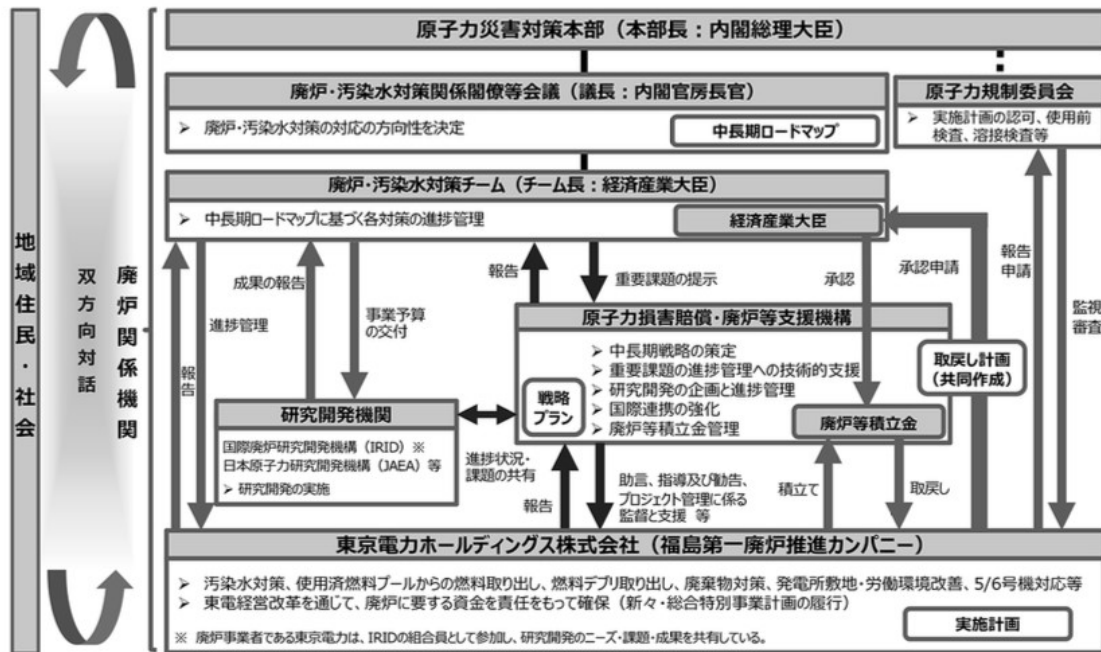 原子力災害対策本部（本部長：内閣総理大臣）
廃炉・汚染水対策関係閣僚等会議（議長：内閣官房長官）
➢ 廃炉・汚染水対策の対応の方向性を決定
中長期ロードマップ
原子力規制委員会
➢ 実施計画の認可、使用前
検査、溶接検査等
廃炉・汚染水対策チーム（チーム長：経済産業大臣）
➢ 中長期ロードマップに基づく各対策の進捗管理
経済産業大臣
地域住民・社会
双方向対話
廃炉関係機関
報告
進捗管理
成果の報告
事業予算
の交付
報告
重要課題の提示
承認
承認申請
報告
申請
監視
審査
原子力損害賠償・廃炉等支援機構
➢ 中長期戦略の策定
➢ 重要課題の進捗管理への技術的支援
➢ 研究開発の企画と進捗管理
➢ 国際連携の強化
➢ 廃炉等積立金管理
戦略
プラン
廃炉等積立金
取戻し計画
（共同作成）
研究開発機関
国際廃炉研究開発機構（IRID）※
日本原子力研究開発機構（JAEA）等
➢ 研究開発の実施
進捗状況・
課題の共有
報告
助言、指導及び勧告、
プロジェクト管理に係る
監督と支援 等
積立て
取戻し
東京電力ホールディングス株式会社（福島第一廃炉推進カンパニー）
➢ 汚染水対策、使用済燃料プールからの燃料取り出し、燃料デブリ取り出し、廃棄物対策、発電所敷地・労働環境改善、5/6号機対応等
➢ 東電経営改革を通じて、廃炉に要する資金を責任をもって確保（新々・総合特別事業計画の履行）
※ 廃炉事業者である東京電力は、IRIDの組合員として参加し、研究開発のニーズ・課題・成果を共有している。
実施計画